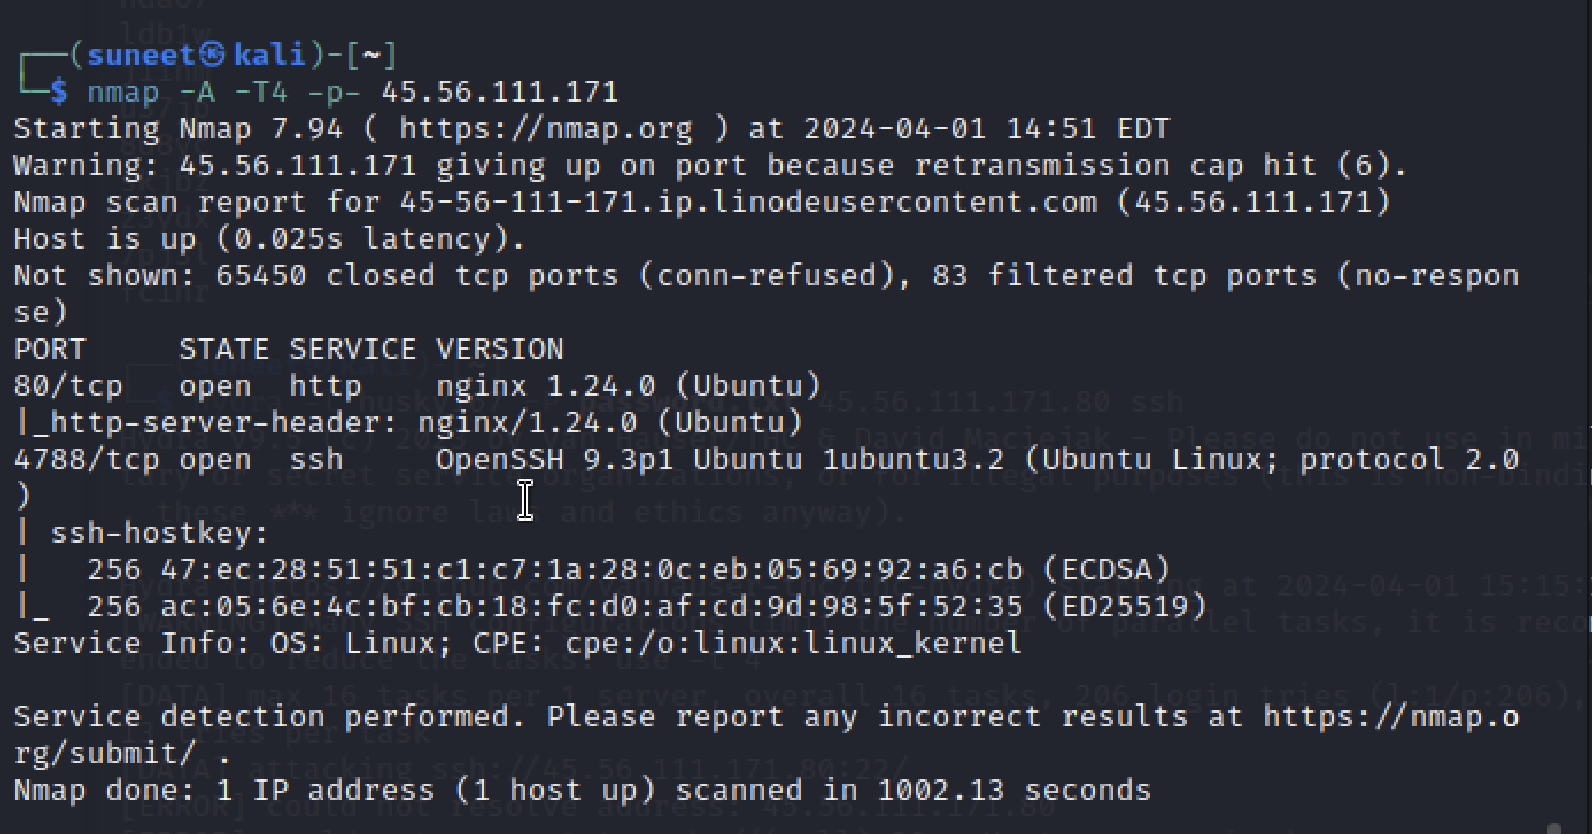 ┌──(suneet㉿kali)-[~]
└─$ nmap -A -T4 -p- 45.56.111.171
Starting Nmap 7.94 ( https://nmap.org ) at 2024-04-01 14:51 EDT
Warning: 45.56.111.171 giving up on port because retransmission cap hit (6).
Nmap scan report for 45-56-111-171.ip.linodeusercontent.com (45.56.111.171)
Host is up (0.025s latency).
Not shown: 65450 closed tcp ports (conn-refused), 83 filtered tcp ports (no-respon
se)
PORT     STATE SERVICE VERSION
80/tcp   open  http    nginx 1.24.0 (Ubuntu)
|_http-server-header: nginx/1.24.0 (Ubuntu)
4788/tcp open  ssh     OpenSSH 9.3p1 Ubuntu 1ubuntu3.2 (Ubuntu Linux; protocol 2.0
)
| ssh-hostkey:
|   256 47:ec:28:51:51:c1:c7:1a:28:0c:eb:05:69:92:a6:cb (ECDSA)
|_  256 ac:05:6e:4c:bf:cb:18:fc:d0:af:cd:9d:98:5f:52:35 (ED25519)
Service Info: OS: Linux; CPE: cpe:/o:linux:linux_kernel

Service detection performed. Please report any incorrect results at https://nmap.o
rg/submit/ .
Nmap done: 1 IP address (1 host up) scanned in 1002.13 seconds